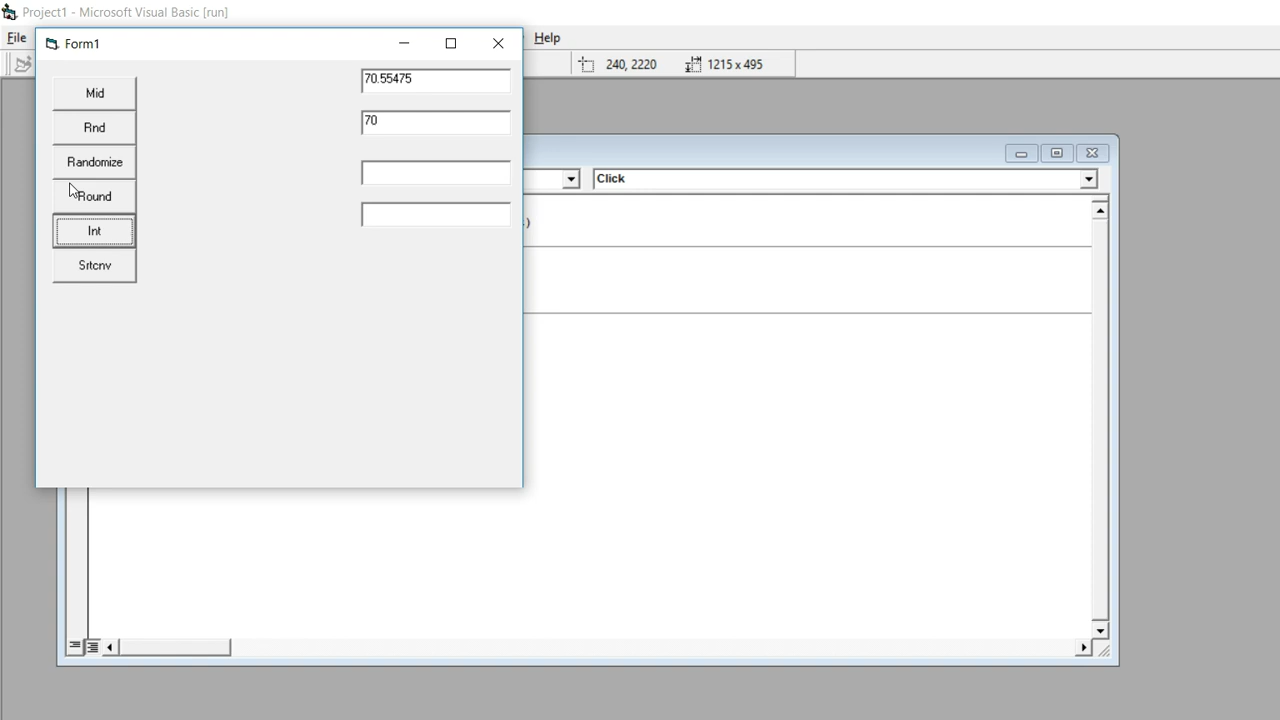 Project1 - Microsoft Visual Basic [run]
File
Help
240, 2220
1215 x 495
Form1
70.55475
Mid
70
Rnd
Randomize
Round
Int
Srtcnv
Click
)